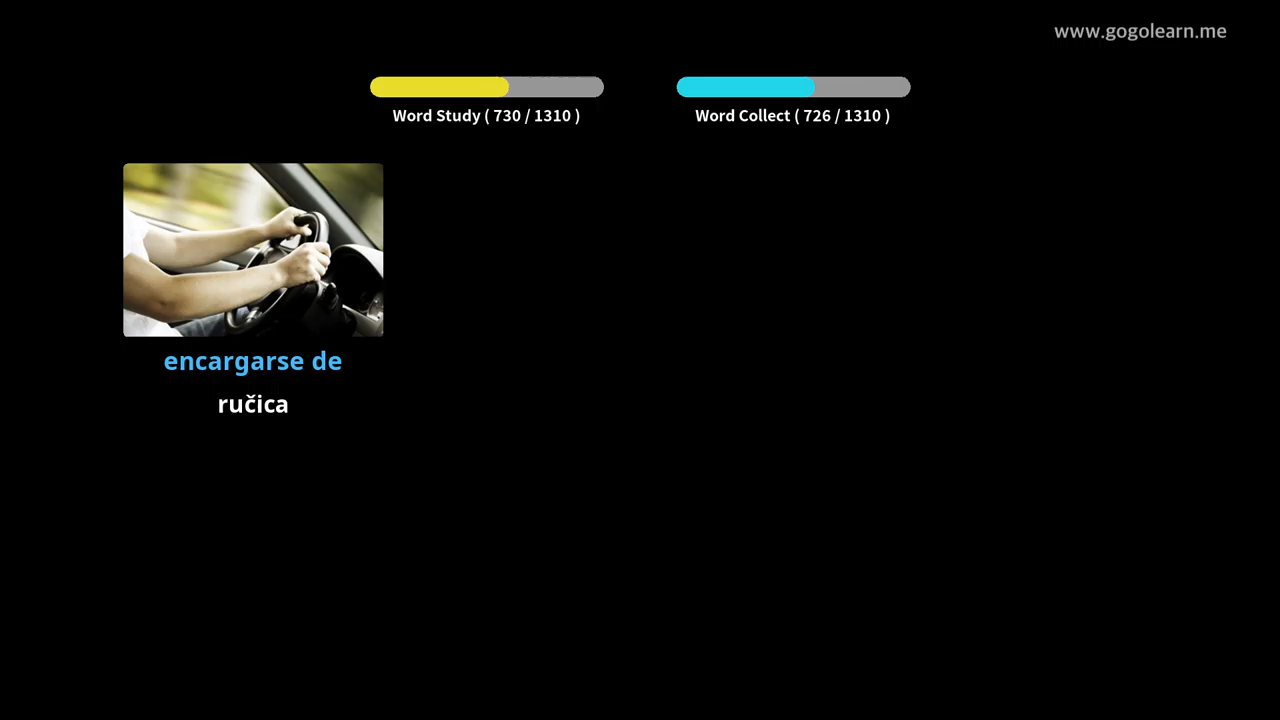 www.gogolearn.me
Word Study ( 730 / 1310 )
Word Collect ( 726 / 1310 )
encargarse de
ručica